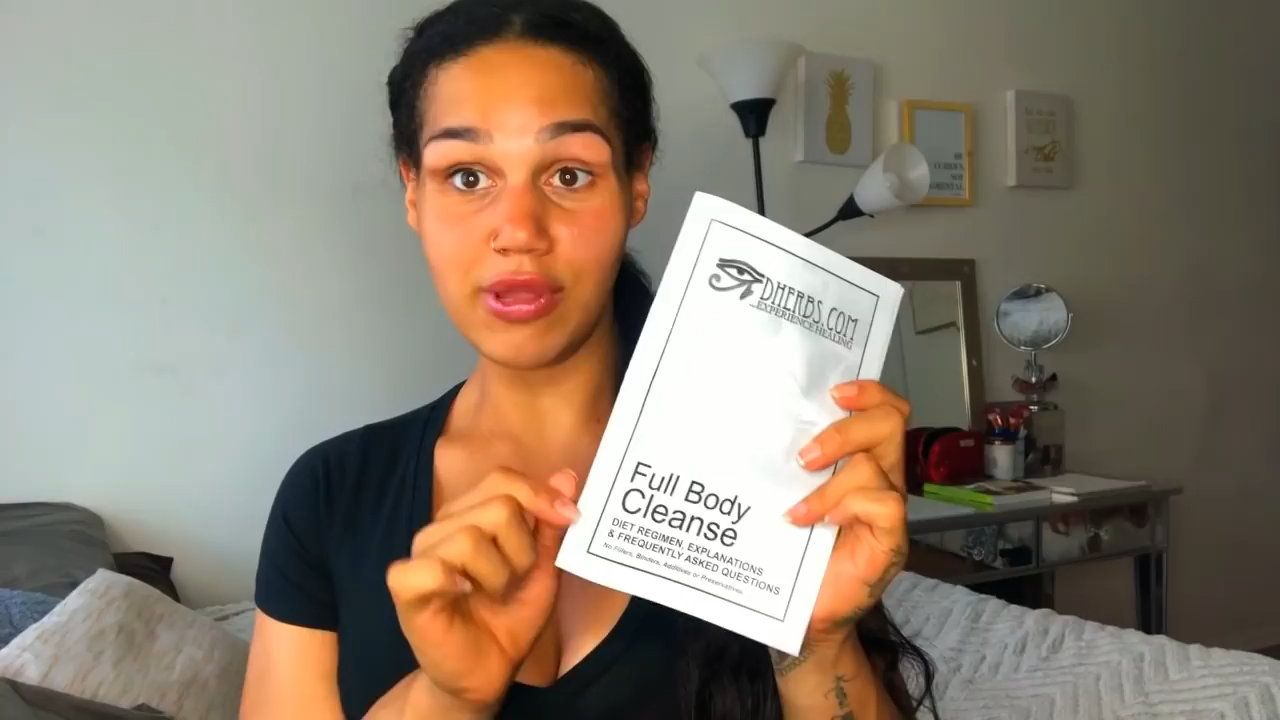 DHERBS.COM
...EXPERIENCE HEALING
Full Body
Cleanse
DIET REGIMEN, EXPLANATIONS
& FREQUENTLY ASKED QUESTIONS
No Fillers, Binders, Additives or Preservatives